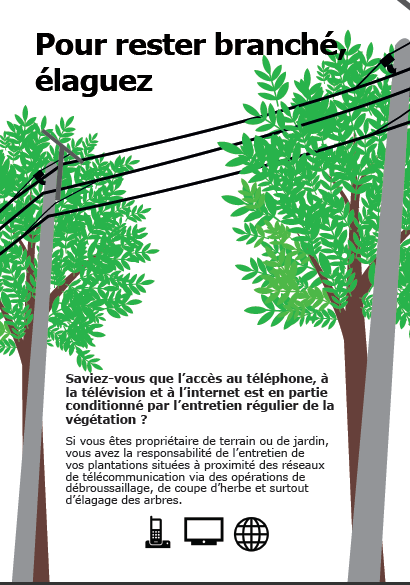 Pour rester branché,
élaguez
Saviez-vous que l’accès au téléphone, à
la télévision et à l’internet est en partie
conditionné par l’entretien régulier de la
végétation ?
Si vous êtes propriétaire de terrain ou de jardin,
vous avez la responsabilité de l’entretien de
vos plantations situées à proximité des réseaux
de télécommunication via des opérations de
débroussaillage, de coupe d’herbe et surtout
d’élagage des arbres.